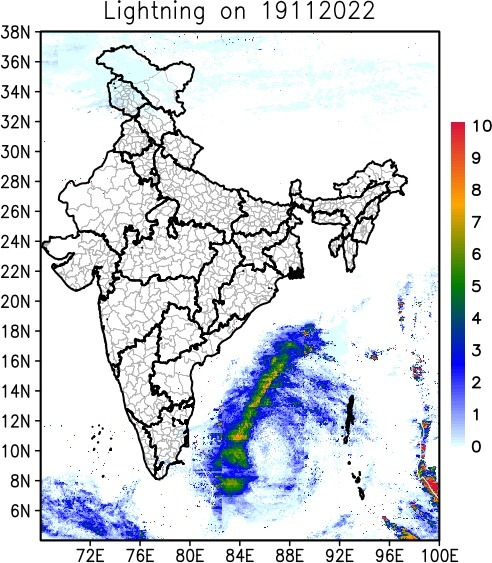 Lightning on 19112022
38N
36N
34N
32N
30N
28N
26N
24N
22N
20N
18N
16N
14N
12N
10N
8N
6N
72E 76E 80E 84E 88E 92E 96E 100E
10
9
8
7
6
5
4
3
2
1
0